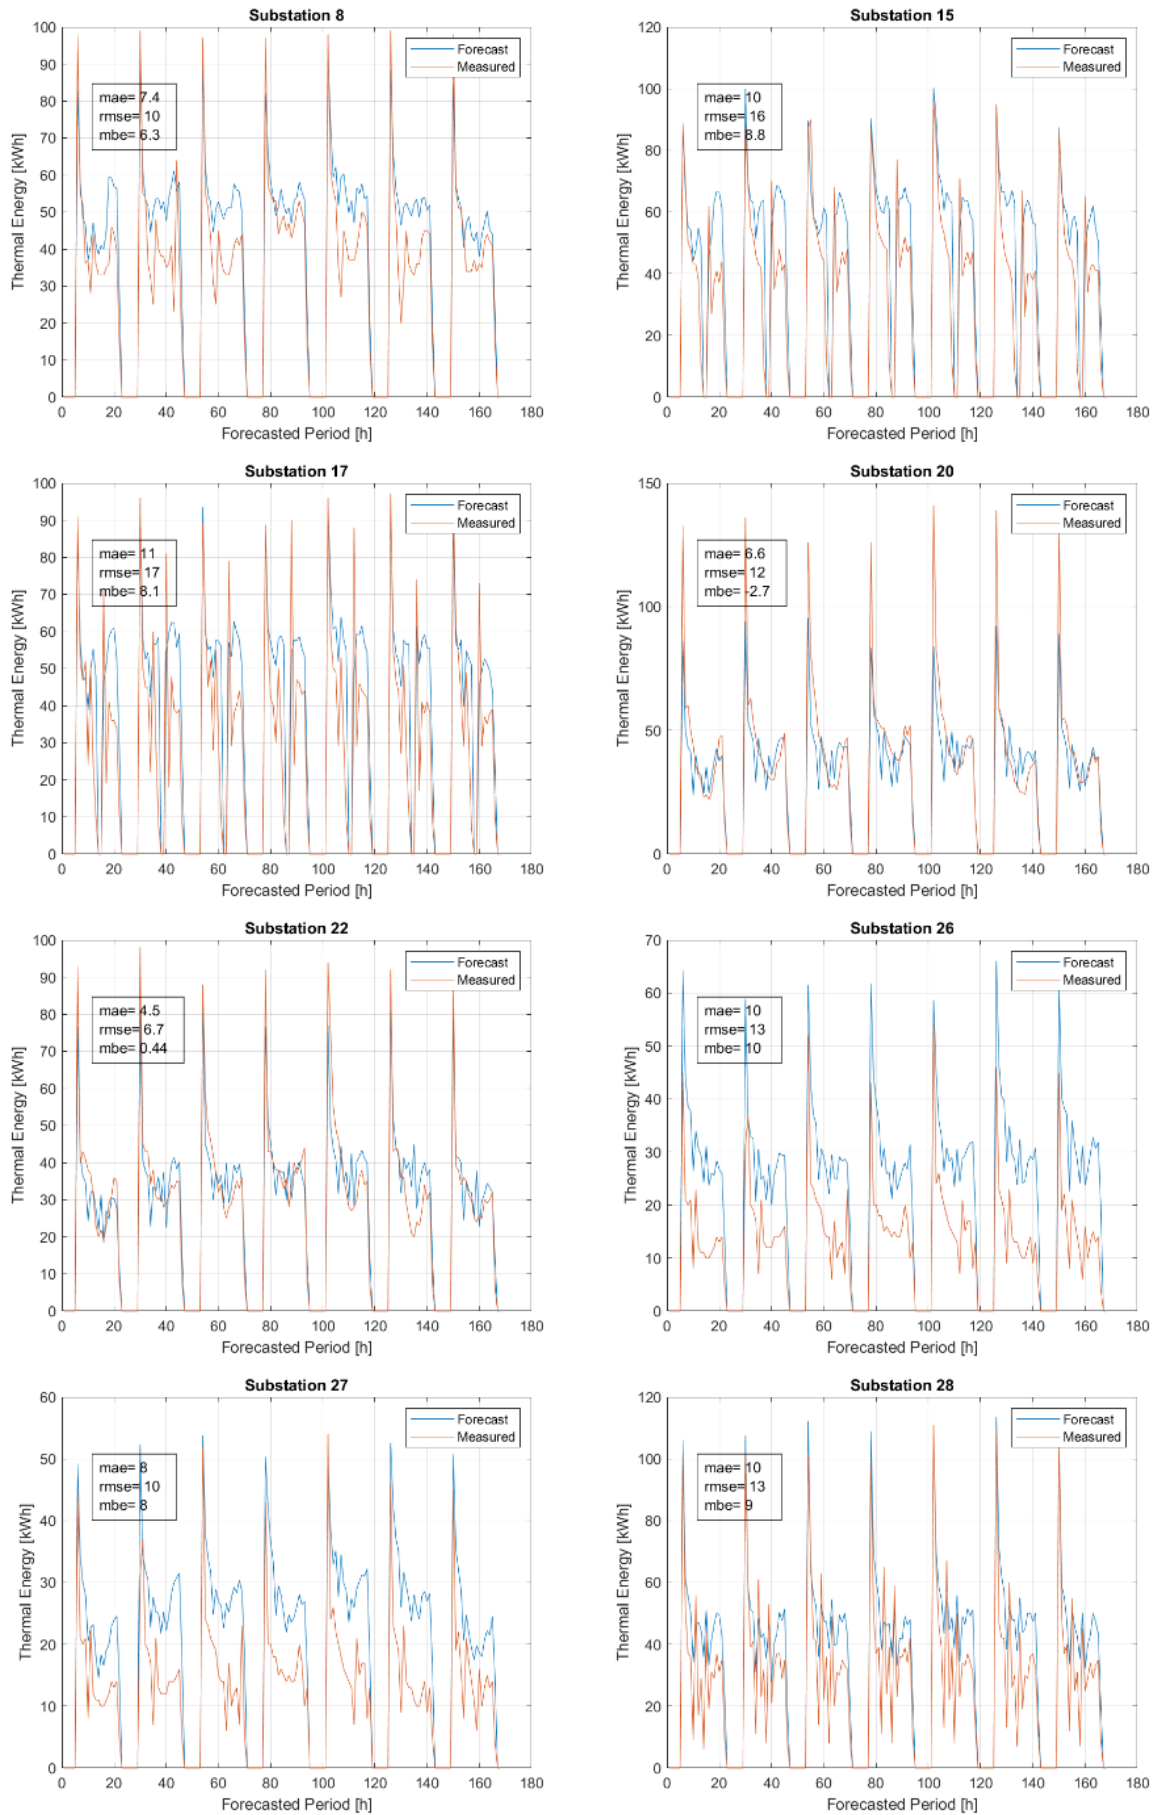 Substation 8
Thermal Energy [kWh]
100
90
80
70
60
50
40
30
20
10
0
Forecast
Measured
mae= 7.4
rmse= 10
mbe= 6.3
0 20 40 60 80 100 120 140 160 180
Forecasted Period [h]
Substation 15
Thermal Energy [kWh]
120
100
80
60
40
20
0
Forecast
Measured
mae= 10
rmse= 16
mbe= 8.8
0 20 40 60 80 100 120 140 160 180
Forecasted Period [h]
Substation 17
Thermal Energy [kWh]
100
90
80
70
60
50
40
30
20
10
0
Forecast
Measured
mae= 11
rmse= 17
mbe= 8.1
0 20 40 60 80 100 120 140 160 180
Forecasted Period [h]
Substation 20
Thermal Energy [kWh]
150
100
50
0
Forecast
Measured
mae= 6.6
rmse= 12
mbe= -2.7
0 20 40 60 80 100 120 140 160 180
Forecasted Period [h]
Substation 22
Thermal Energy [kWh]
100
90
80
70
60
50
40
30
20
10
0
Forecast
Measured
mae= 4.5
rmse= 6.7
mbe= 0.44
0 20 40 60 80 100 120 140 160 180
Forecasted Period [h]
Substation 26
Thermal Energy [kWh]
70
60
50
40
30
20
10
0
Forecast
Measured
mae= 10
rmse= 13
mbe= 10
0 20 40 60 80 100 120 140 160 180
Forecasted Period [h]
Substation 27
Thermal Energy [kWh]
60
50
40
30
20
10
0
Forecast
Measured
mae= 8
rmse= 10
mbe= 8
0 20 40 60 80 100 120 140 160 180
Forecasted Period [h]
Substation 28
Thermal Energy [kWh]
120
100
80
60
40
20
0
Forecast
Measured
mae= 10
rmse= 13
mbe= 9
0 20 40 60 80 100 120 140 160 180
Forecasted Period [h]